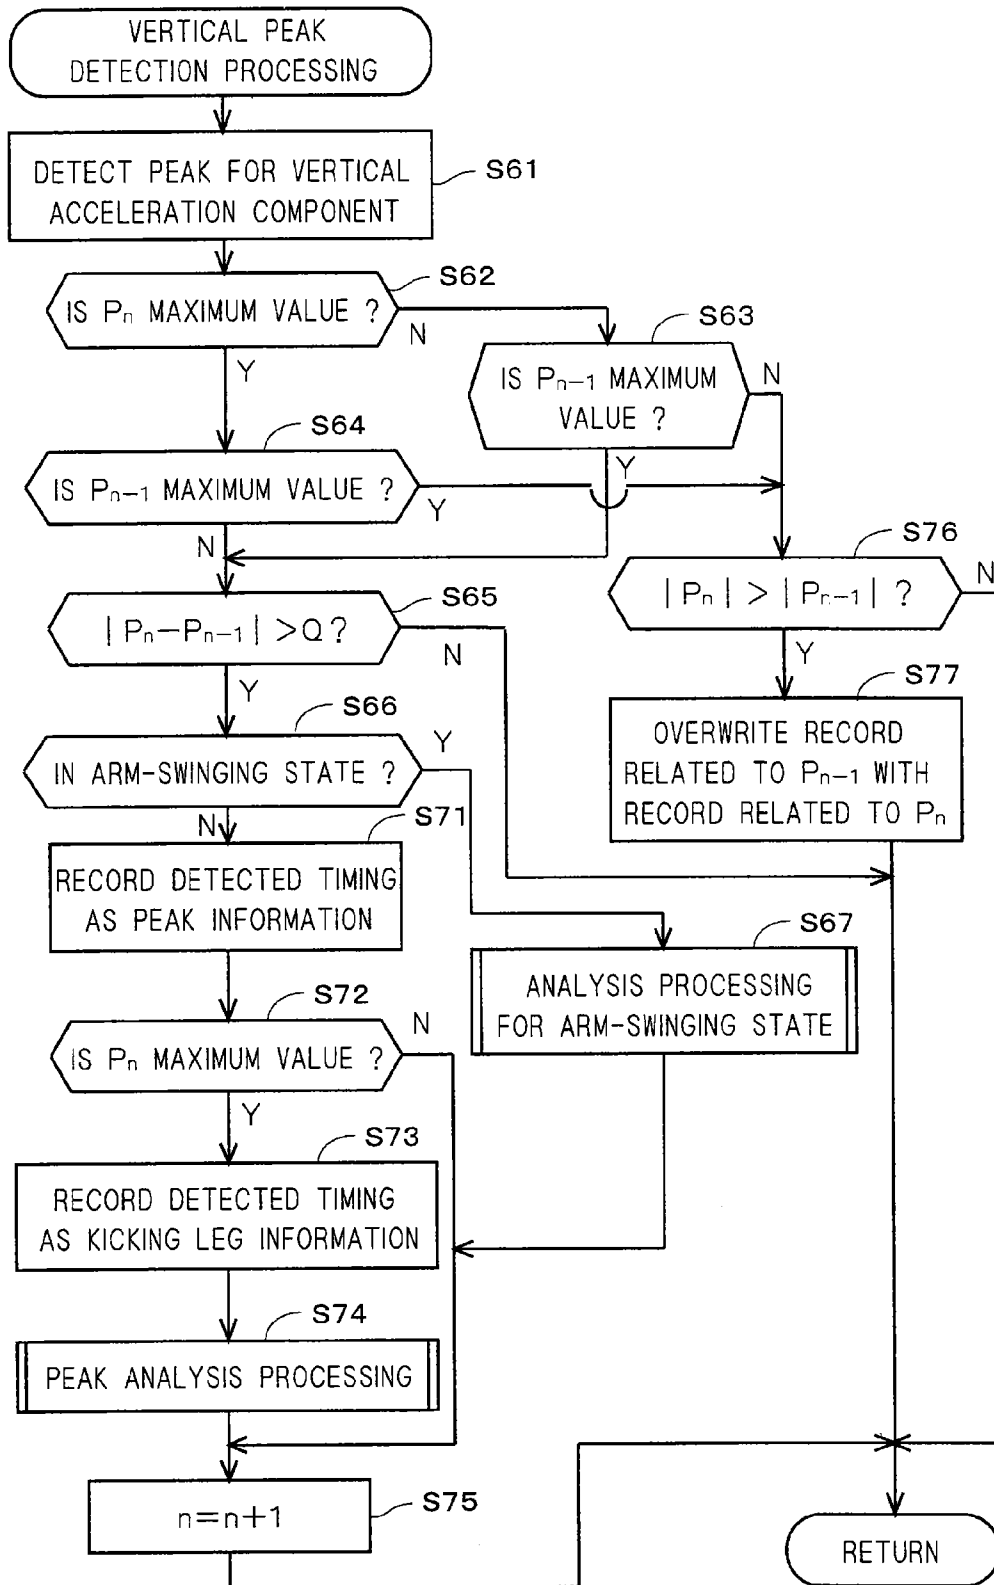 VERTICAL PEAK
DETECTION PROCESSING
DETECT PEAK FOR VERTICAL
ACCELERATION COMPONENT
S61
IS Pn MAXIMUM VALUE ?
S62
N
Y
IS Pn-1 MAXIMUM
VALUE ?
S63
N
Y
IS Pn-1 MAXIMUM VALUE ?
S64
Y
N
|Pn-Pn-1| >Q?
S65
N
Y
|Pn| > |Pn-1| ?
S76
N
Y
OVERWRITE RECORD
RELATED TO Pn-1 WITH
RECORD RELATED TO Pn
S77
IN ARM-SWINGING STATE ?
S66
Y
N
RECORD DETECTED TIMING
AS PEAK INFORMATION
S71
ANALYSIS PROCESSING
FOR ARM-SWINGING STATE
S67
IS Pn MAXIMUM VALUE ?
S72
N
Y
RECORD DETECTED TIMING
AS KICKING LEG INFORMATION
S73
PEAK ANALYSIS PROCESSING
S74
n=n+1
S75
RETURN